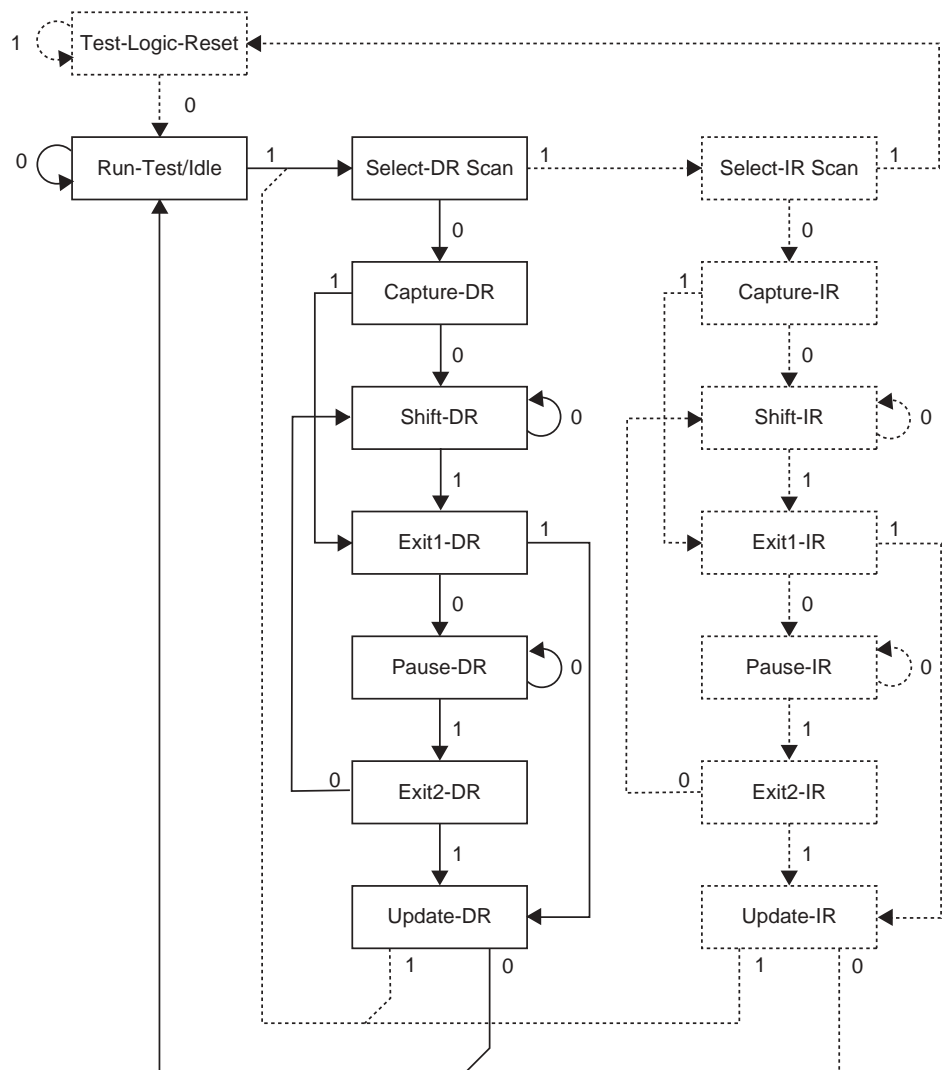 1
Test-Logic-Reset
0
0
Run-Test/Idle
1
Select-DR Scan
1
Select-IR Scan
1
0
0
1
Capture-DR
1
Capture-IR
0
0
Shift-DR
0
Shift-IR
0
1
1
Exit1-DR
1
Exit1-IR
1
0
0
Pause-DR
0
Pause-IR
0
1
1
0
Exit2-DR
0
Exit2-IR
1
1
Update-DR
Update-IR
1
0
1
0